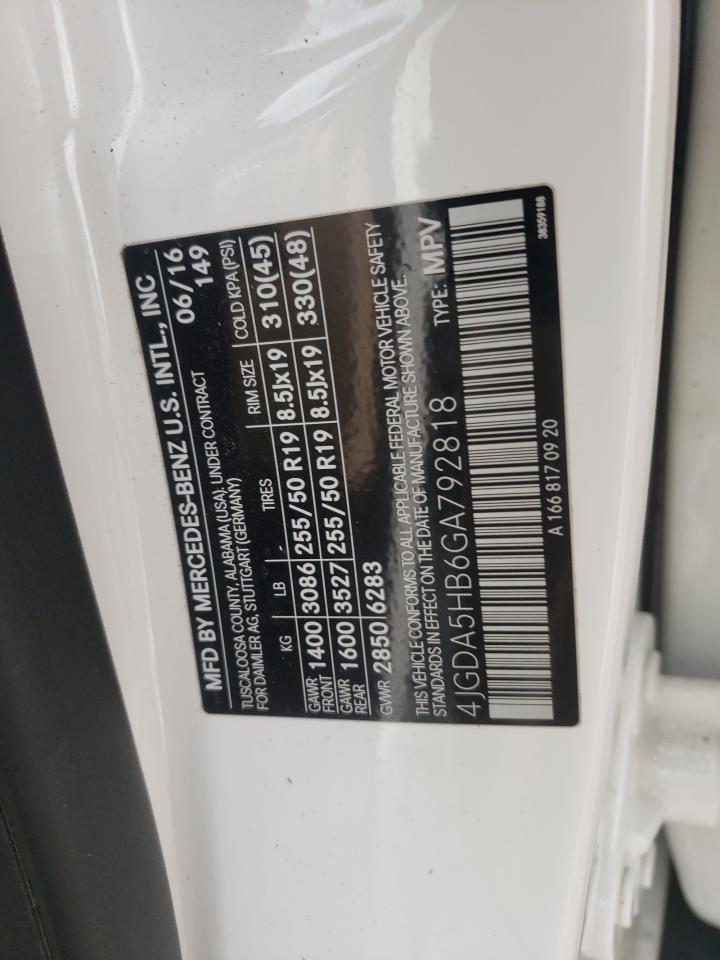 MFD BY MERCEDES-BENZ U.S. INTL., INC
TUSCALOOSA COUNTY, ALABAMA (USA); UNDER CONTRACT 06/16
FOR DAIMLER AG, STUTTGART (GERMANY) 149
KG LB TIRES RIM SIZE COLD KPA (PSI)
GAWR FRONT 1400 3086 255/50 R19 8.5Jx19 310(45)
GAWR REAR 1600 3527 255/50 R19 8.5Jx19 330(48)
GVWR 2850 6283
THIS VEHICLE CONFORMS TO ALL APPLICABLE FEDERAL MOTOR VEHICLE SAFETY
STANDARDS IN EFFECT ON THE DATE OF MANUFACTURE SHOWN ABOVE.
4JGDA5HB6GA792818 TYPE: MPV
A 166 817 09 20
38359188